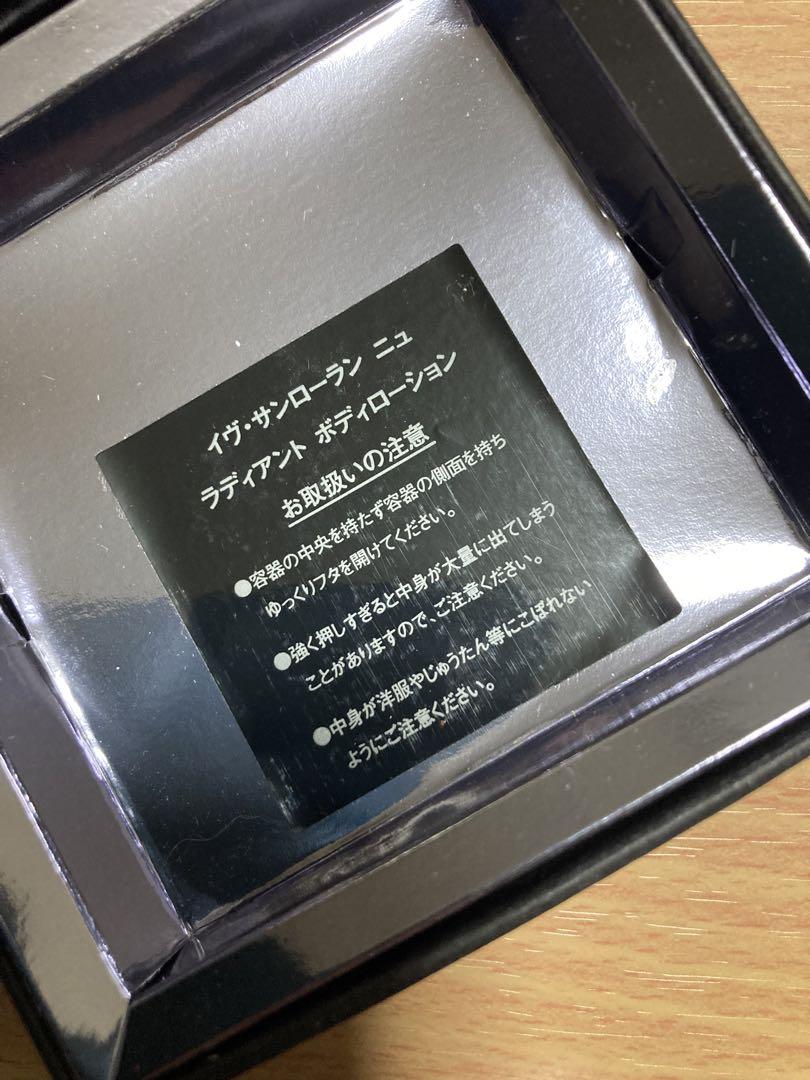 イヴ・サンローラン ニュ
ラディアント ボディローション
お取扱いの注意
●容器の中央を持たず容器の側面を持ち
ゆっくりフタを開けてください。
●強く押しすぎると中身が大量に出てしまう
ことがありますので、ご注意ください。
●中身が洋服やじゅうたん等にこぼれない
ようにご注意ください。